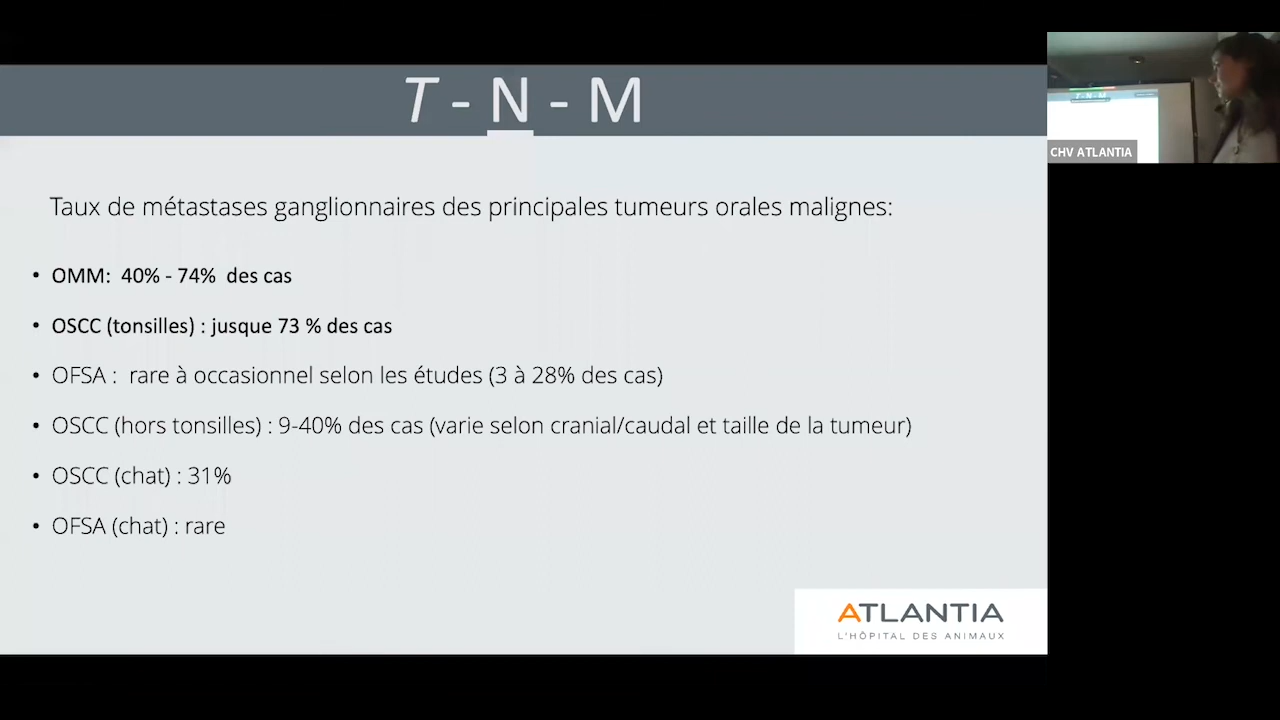 T - N - M
Taux de métastases ganglionnaires des principales tumeurs orales malignes:
• OMM: 40% - 74% des cas
• OSCC (tonsilles) : jusque 73 % des cas
• OFSA : rare à occasionnel selon les études (3 à 28% des cas)
• OSCC (hors tonsilles) : 9-40% des cas (varie selon cranial/caudal et taille de la tumeur)
• OSCC (chat) : 31%
• OFSA (chat) : rare
ATLANTIA
L'HÔPITAL DES ANIMAUX
T - N - M
CHV ATLANTIA